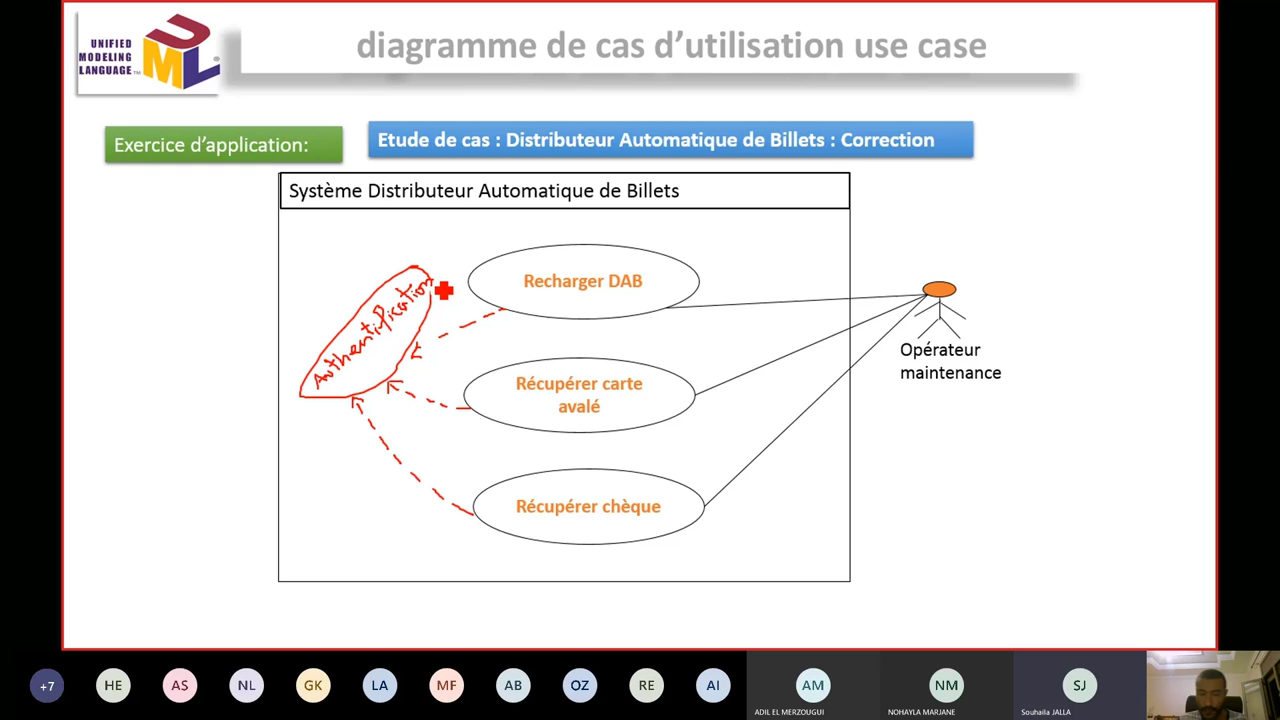 UNIFIED
MODELING
LANGUAGE™
UML®
diagramme de cas d’utilisation use case
Exercice d’application:
Etude de cas : Distributeur Automatique de Billets : Correction
Système Distributeur Automatique de Billets
Authentification
Recharger DAB
Récupérer carte
avalé
Récupérer chèque
Opérateur
maintenance
+7
HE
AS
NL
GK
LA
MF
AB
OZ
RE
AI
AM
NM
SJ
ADIL EL MERZOUGUI
NOHAYLA MARJANE
Souhaila JALLA